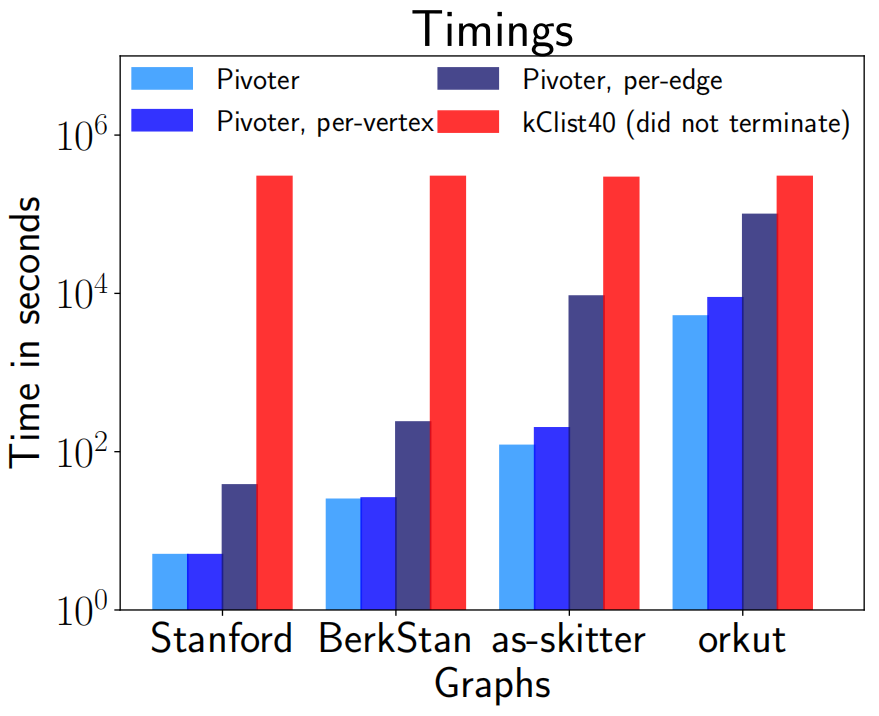 Timings
Pivoter
Pivoter, per-edge
Pivoter, per-vertex
kClist40 (did not terminate)
10^6
10^4
10^2
10^0
Time in seconds
Stanford BerkStan as-skitter orkut
Graphs